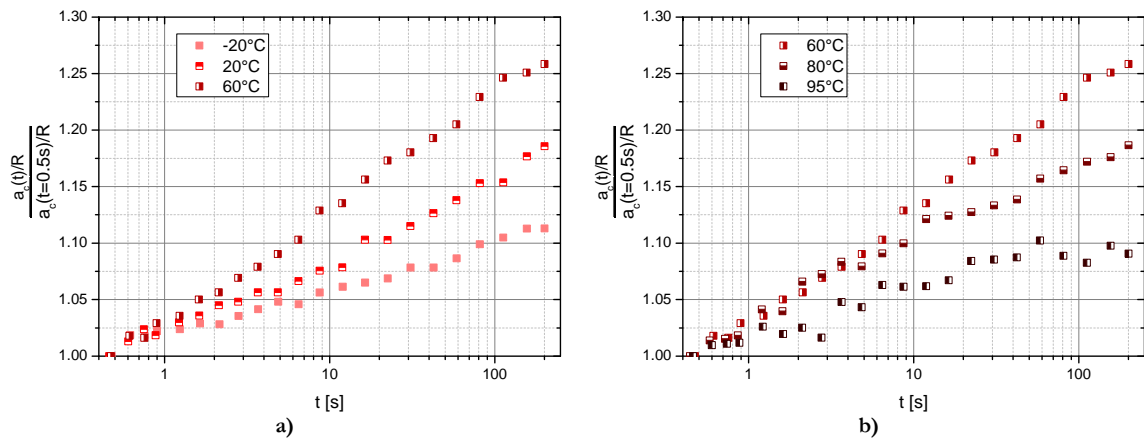 1.30
1.25
1.20
1.15
1.10
1.05
1.00
a_c(t)/R
a_c(t=0.5s)/R
-20°C
20°C
60°C
1 10 100
t [s]
a)
1.30
1.25
1.20
1.15
1.10
1.05
1.00
a_c(t)/R
a_c(t=0.5s)/R
60°C
80°C
95°C
1 10 100
t [s]
b)